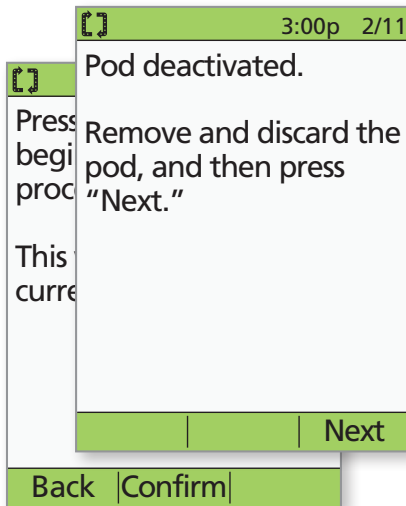 3:00p 2/11
Pod deactivated.
Remove and discard the
pod, and then press
“Next.”
Next
Press
begi
proc
This
curre
Back Confirm